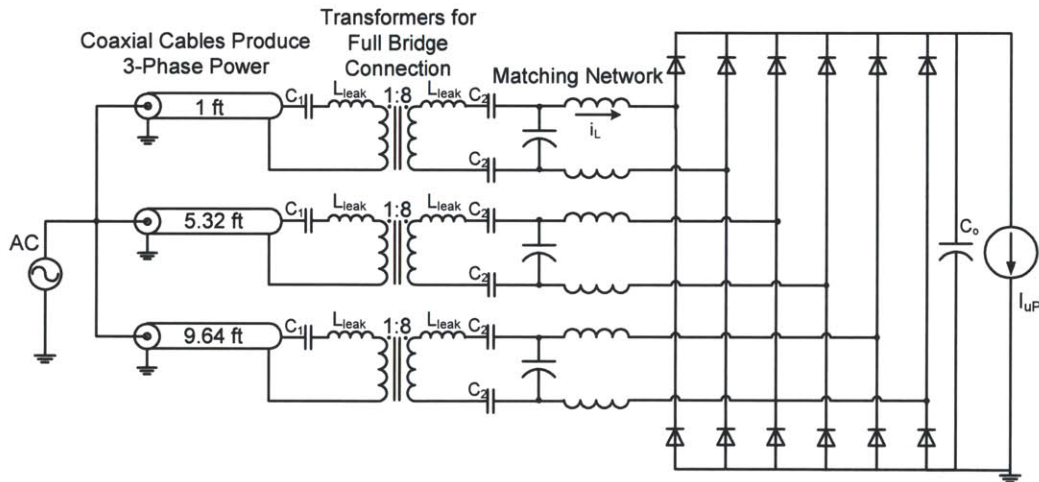 Coaxial Cables Produce
3-Phase Power
Transformers for
Full Bridge
Connection
Matching Network
1 ft
C1
Lleak
1:8
Lleak
C2
C2
iL
5.32 ft
C1
Lleak
1:8
Lleak
C2
C2
9.64 ft
C1
Lleak
1:8
Lleak
C2
C2
AC
Co
IuP